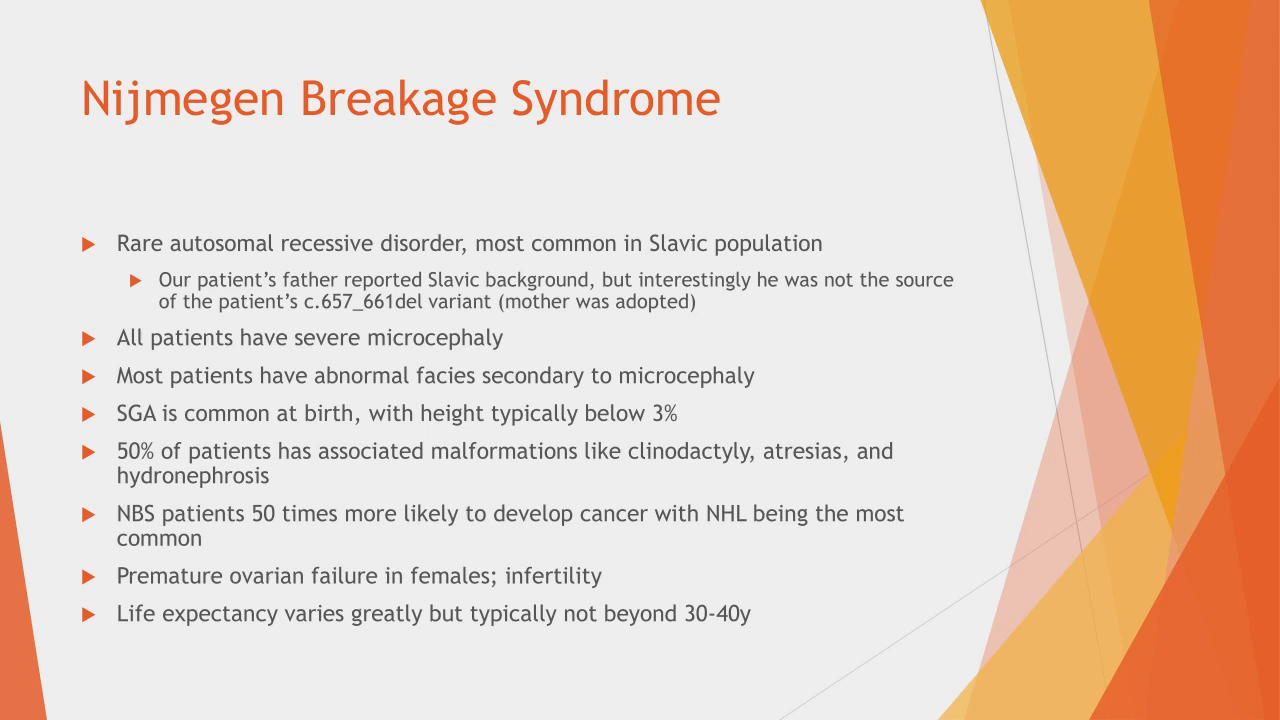 Nijmegen Breakage Syndrome
Rare autosomal recessive disorder, most common in Slavic population
Our patient’s father reported Slavic background, but interestingly he was not the source
of the patient’s c.657_661del variant (mother was adopted)
All patients have severe microcephaly
Most patients have abnormal facies secondary to microcephaly
SGA is common at birth, with height typically below 3%
50% of patients has associated malformations like clinodactyly, atresias, and
hydronephrosis
NBS patients 50 times more likely to develop cancer with NHL being the most
common
Premature ovarian failure in females; infertility
Life expectancy varies greatly but typically not beyond 30-40y